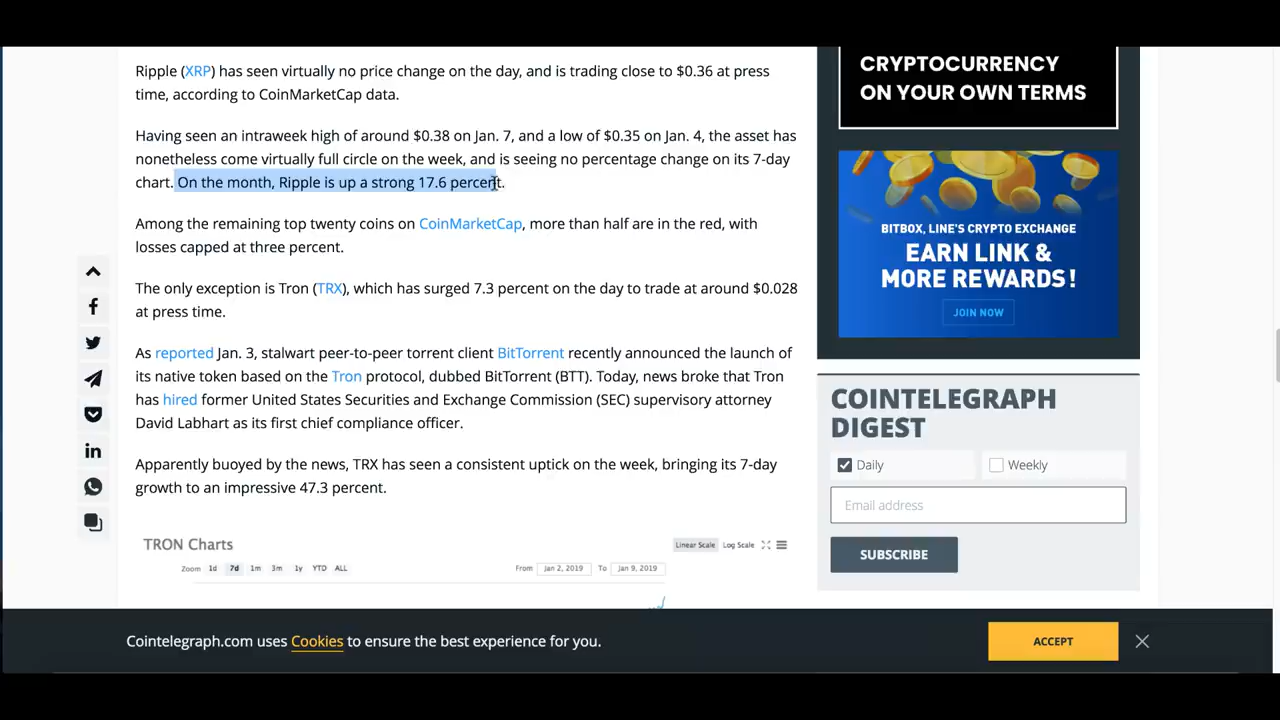 Ripple (XRP) has seen virtually no price change on the day, and is trading close to $0.36 at press
time, according to CoinMarketCap data.
Having seen an intraweek high of around $0.38 on Jan. 7, and a low of $0.35 on Jan. 4, the asset has
nonetheless come virtually full circle on the week, and is seeing no percentage change on its 7-day
chart. On the month, Ripple is up a strong 17.6 percent.
Among the remaining top twenty coins on CoinMarketCap, more than half are in the red, with
losses capped at three percent.
The only exception is Tron (TRX), which has surged 7.3 percent on the day to trade at around $0.028
at press time.
As reported Jan. 3, stalwart peer-to-peer torrent client BitTorrent recently announced the launch of
its native token based on the Tron protocol, dubbed BitTorrent (BTT). Today, news broke that Tron
has hired former United States Securities and Exchange Commission (SEC) supervisory attorney
David Labhart as its first chief compliance officer.
Apparently buoyed by the news, TRX has seen a consistent uptick on the week, bringing its 7-day
growth to an impressive 47.3 percent.
TRON Charts
Linear Scale Log Scale
Zoom 1d 7d 1m 3m 1y YTD ALL
From Jan 2, 2019 To Jan 9, 2019
CRYPTOCURRENCY
ON YOUR OWN TERMS
BITBOX, LINE'S CRYPTO EXCHANGE
EARN LINK &
MORE REWARDS!
JOIN NOW
COINTELEGRAPH
DIGEST
Daily Weekly
Email address
SUBSCRIBE
Cointelegraph.com uses Cookies to ensure the best experience for you.
ACCEPT